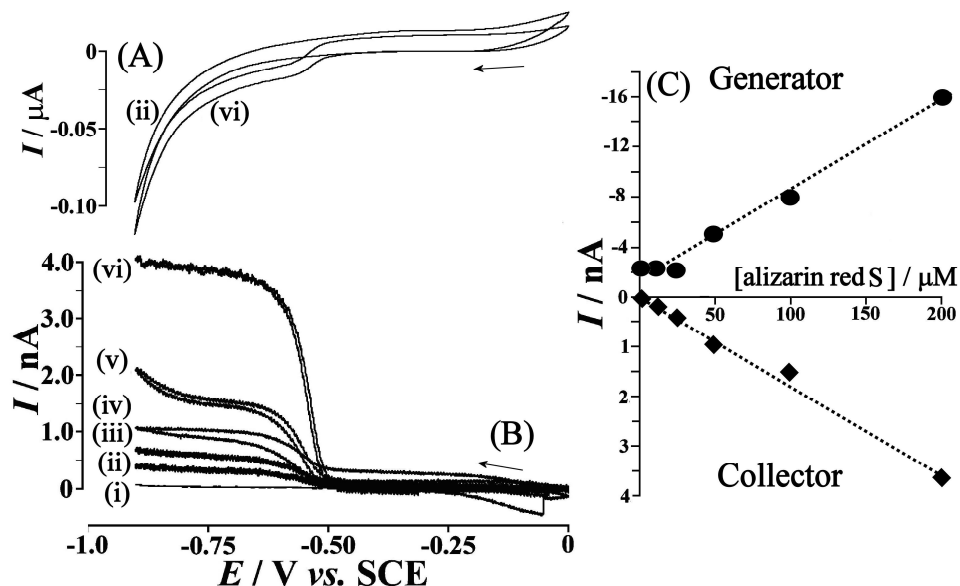 (A)
0
-0.05
-0.10
I / µA
(ii)
(vi)
4.0
3.0
2.0
1.0
0
I / nA
(vi)
(v)
(iv)
(iii)
(ii)
(i)
(B)
-1.0 -0.75 -0.50 -0.25 0
E / V vs. SCE
(C)
Generator
-16
-12
-8
-4
0
1
2
3
4
I / nA
[alizarin red S] / µM
50 100 150 200
Collector